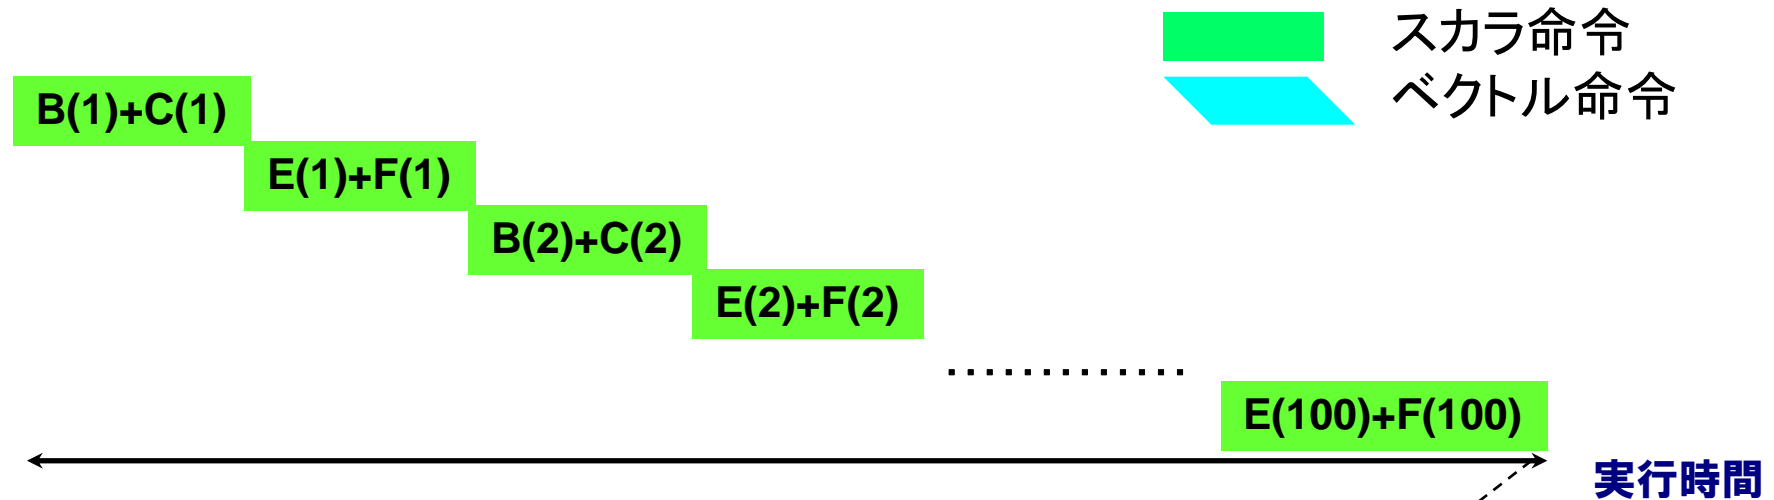 スカラ命令
ベクトル命令
B(1)+C(1)
E(1)+F(1)
B(2)+C(2)
E(2)+F(2)
.............
E(100)+F(100)
実行時間